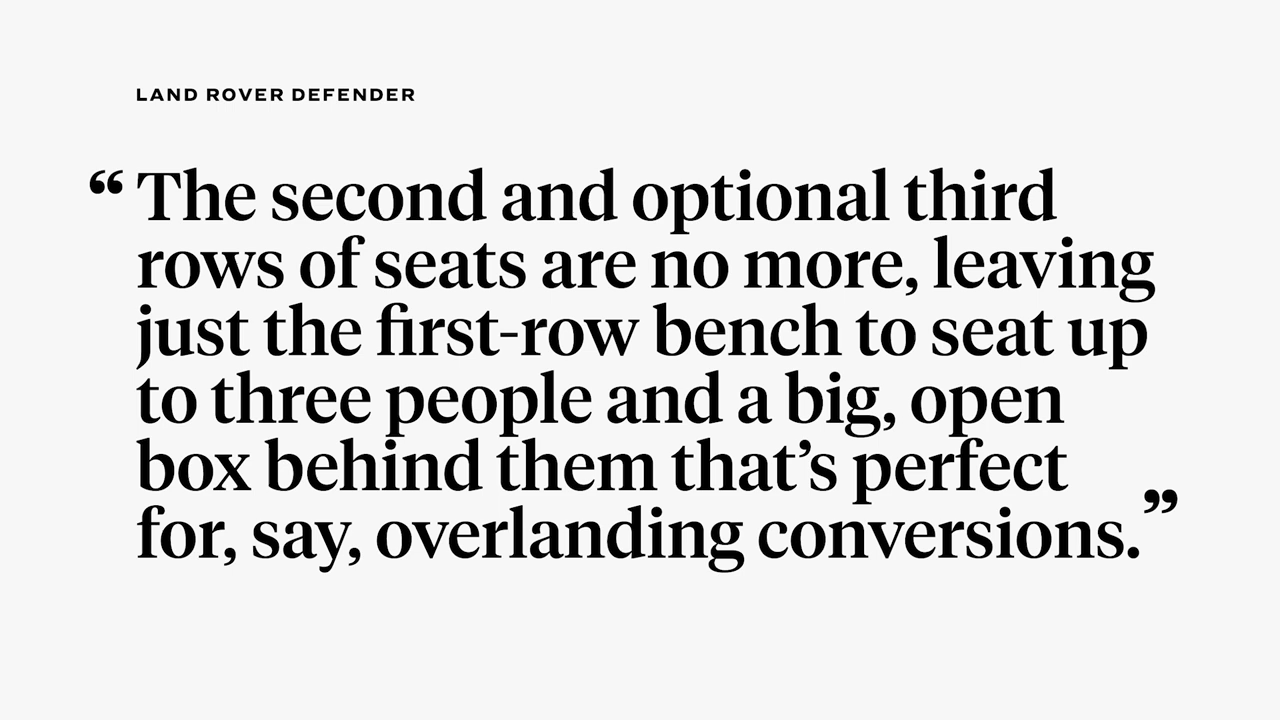 LAND ROVER DEFENDER
“The second and optional third
rows of seats are no more, leaving
just the first-row bench to seat up
to three people and a big, open
box behind them that’s perfect
for, say, overlanding conversions.”